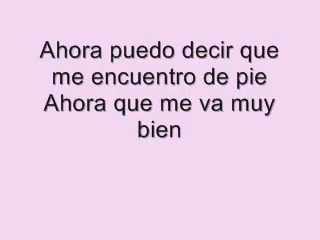 Ahora puedo decir que
me encuentro de pie
Ahora que me va muy
bien